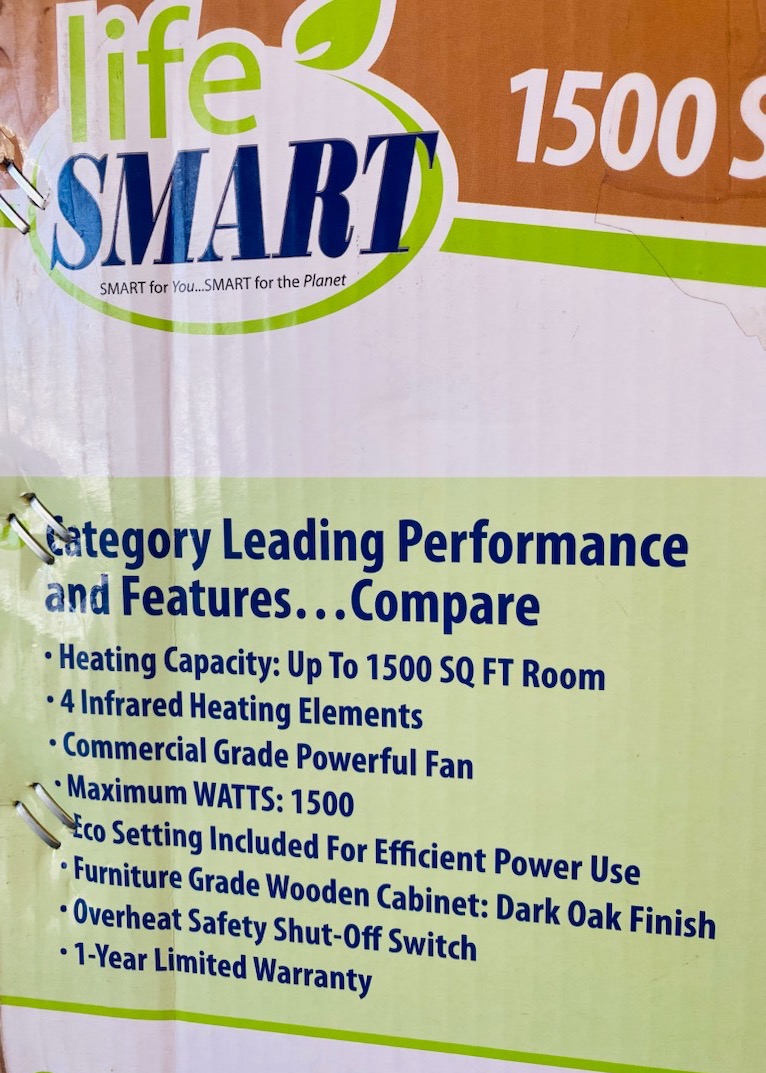 life
SMART
SMART for You...SMART for the Planet
1500 S
Category Leading Performance
and Features...Compare
• Heating Capacity: Up To 1500 SQ FT Room
• 4 Infrared Heating Elements
• Commercial Grade Powerful Fan
• Maximum WATTS: 1500
Eco Setting Included For Efficient Power Use
• Furniture Grade Wooden Cabinet: Dark Oak Finish
• Overheat Safety Shut-Off Switch
• 1-Year Limited Warranty